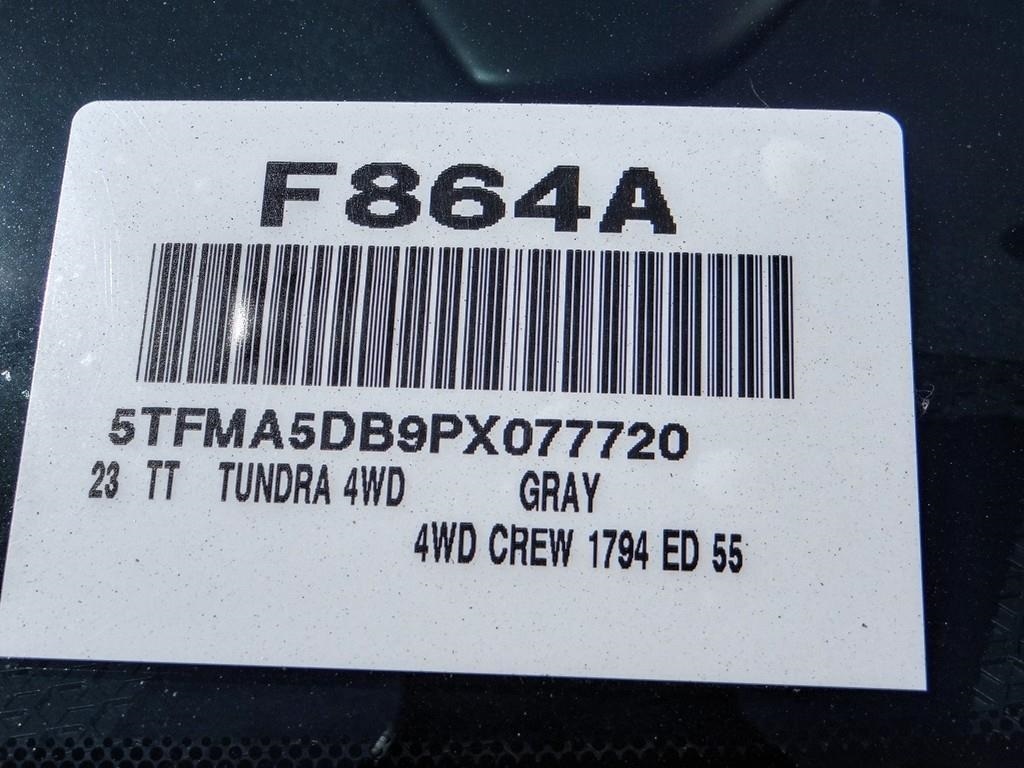 F864A
5TFMA5DB9PX077720
23 TT TUNDRA 4WD GRAY
4WD CREW 1794 ED 55